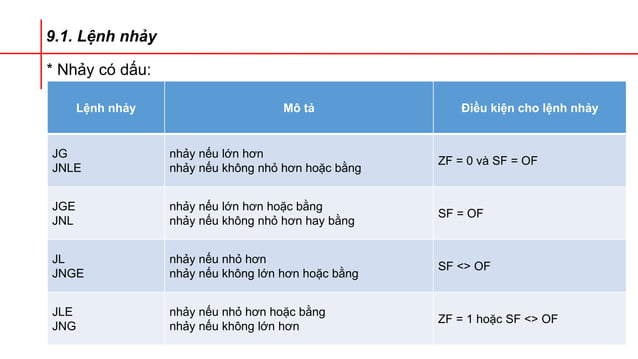 9.1. Lệnh nhảy
* Nhảy có dấu:
Lệnh nhảy
Mô tả
Điều kiện cho lệnh nhảy
JG
JNLE
nhảy nếu lớn hơn
nhảy nếu không nhỏ hơn hoặc bằng
ZF = 0 và SF = OF
JGE
JNL
nhảy nếu lớn hơn hoặc bằng
nhảy nếu không nhỏ hơn hay bằng
SF = OF
JL
JNGE
nhảy nếu nhỏ hơn
nhảy nếu không lớn hơn hoặc bằng
SF <> OF
JLE
JNG
nhảy nếu nhỏ hơn hoặc bằng
nhảy nếu không lớn hơn
ZF = 1 hoặc SF <> OF